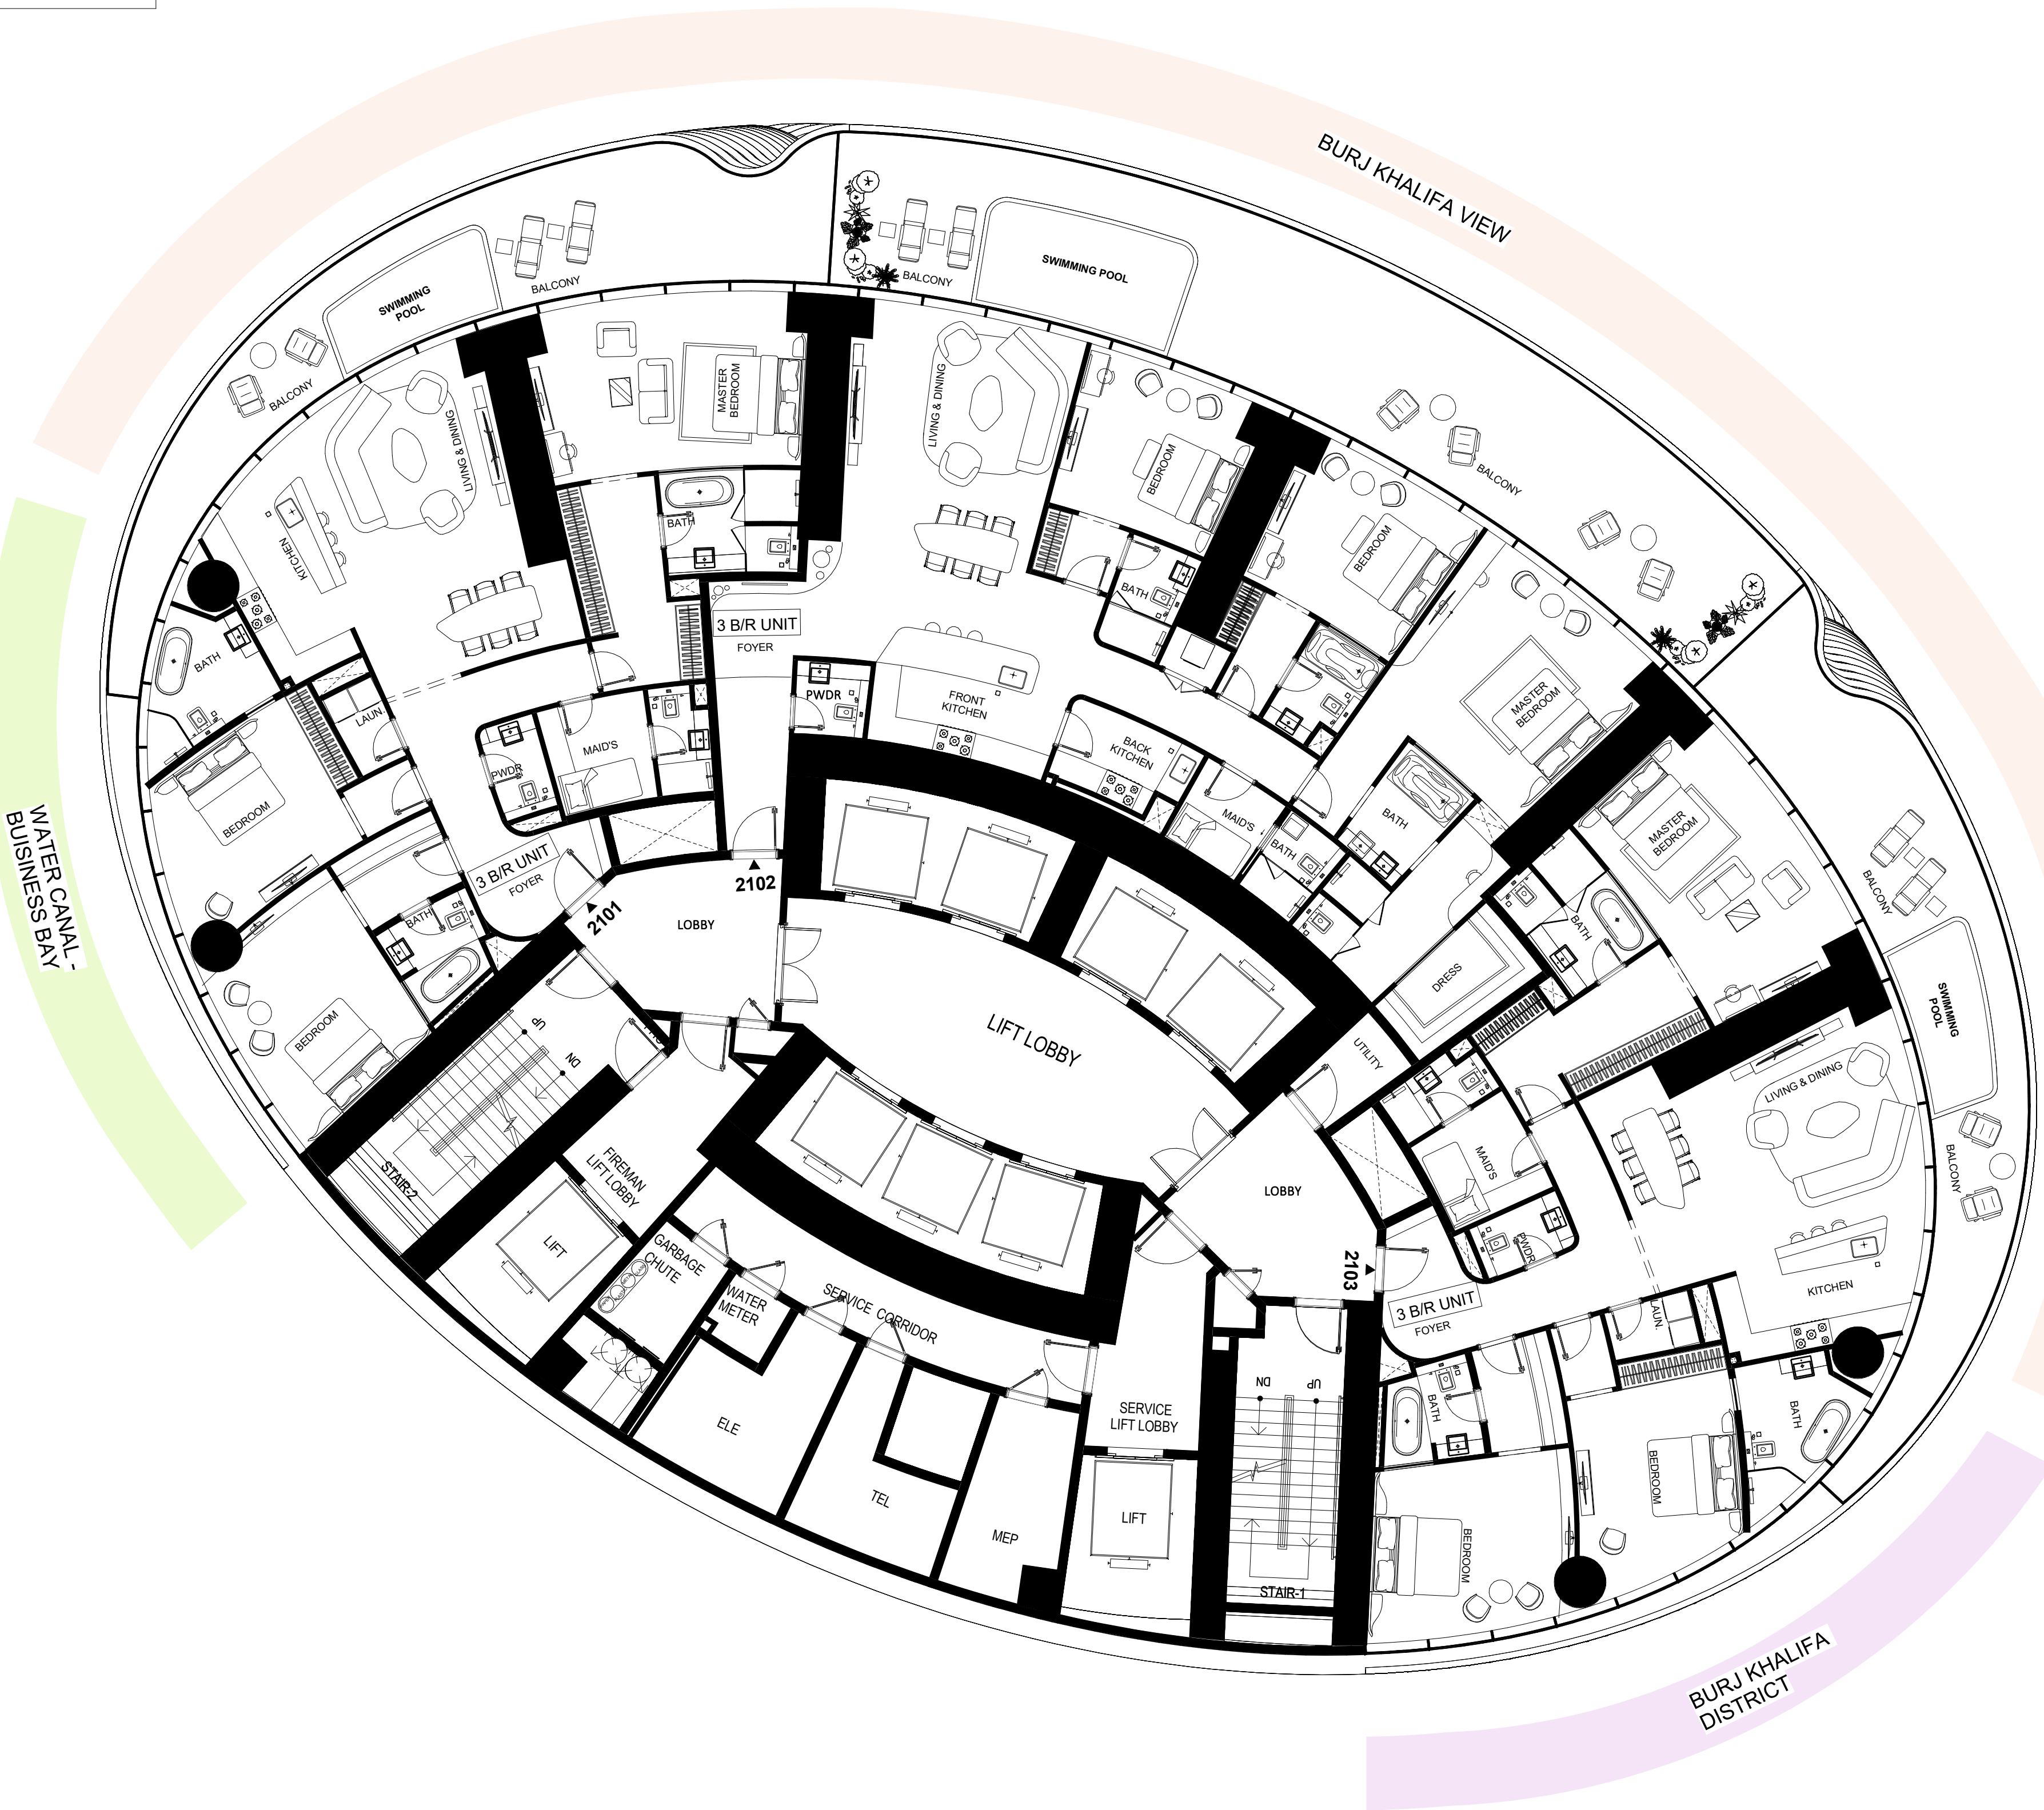 BURJ KHALIFA VIEW
SWIMMING POOL
BALCONY
BALCONY
SWIMMING
POOL
BALCONY
LIVING & DINING
MASTER
BEDROOM
LIVING & DINING
BEDROOM
BEDROOM
BALCONY
KITCHEN
BATH
BATH
MASTER
BEDROOM
3 B/R UNIT
FOYER
BATH
LAUN.
PWDR
FRONT
KITCHEN
BACK
KITCHEN
MAID'S
PWDR
MAID'S
BATH
BATH
MASTER
BEDROOM
BALCONY
BEDROOM
3 B/R UNIT
FOYER
2102
2101
LOBBY
BATH
BATH
DRESS
SWIMMING
POOL
WATER CANAL -
BUISINESS BAY
BEDROOM
UP
DN
LIFT LOBBY
UTILITY
LIVING & DINING
STAIR-2
FIREMAN
LIFT LOBBY
MAID'S
BALCONY
LOBBY
PWDR
LIFT
GARBAGE
CHUTE
WATER
METER
SERVICE CORRIDOR
2103
3 B/R UNIT
FOYER
LAUN.
KITCHEN
ELE
TEL
MEP
SERVICE
LIFT LOBBY
LIFT
DN
UP
STAIR-1
BATH
BATH
BEDROOM
BEDROOM
BURJ KHALIFA
DISTRICT